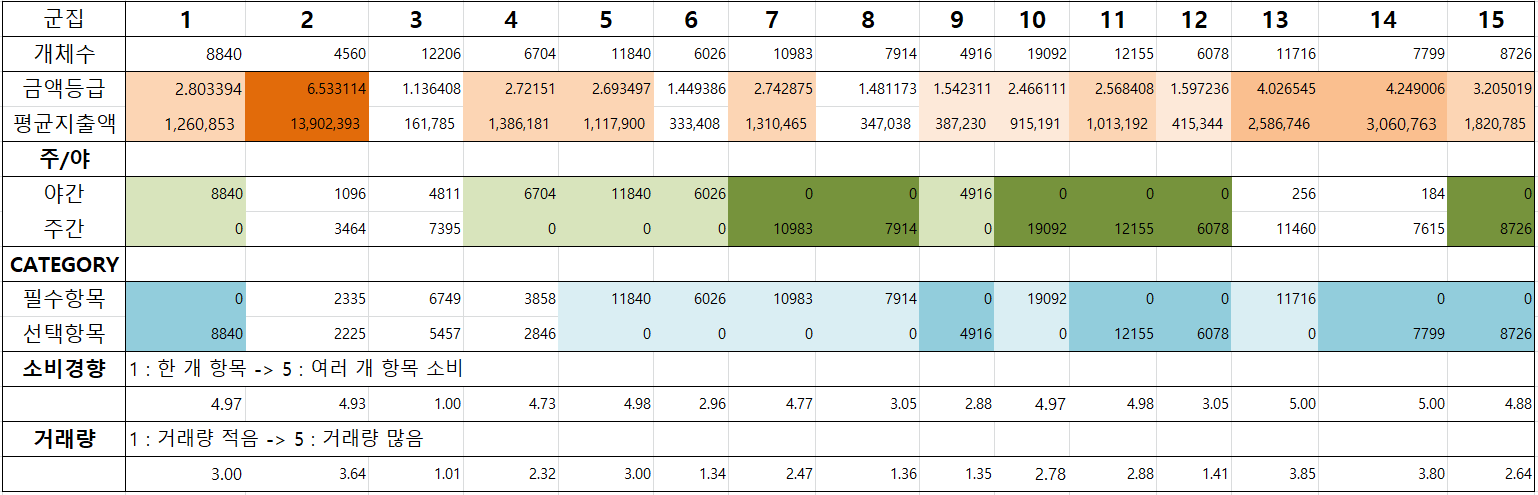 군집 1 2 3 4 5 6 7 8 9 10 11 12 13 14 15
개체수 8840 4560 12206 6704 11840 6026 10983 7914 4916 19092 12155 6078 11716 7799 8726
금액등급 2.803394 6.533114 1.136408 2.72151 2.693497 1.449386 2.742875 1.481173 1.542311 2.466111 2.568408 1.597236 4.026545 4.249006 3.205019
평균지출액 1,260,853 13,902,393 161,785 1,386,181 1,117,900 333,408 1,310,465 347,038 387,230 915,191 1,013,192 415,344 2,586,746 3,060,763 1,820,785
주/야
야간 8840 1096 4811 6704 11840 6026 0 0 4916 0 0 0 256 184 0
주간 0 3464 7395 0 0 0 10983 7914 0 19092 12155 6078 11460 7615 8726
CATEGORY
필수항목 0 2335 6749 3858 11840 6026 10983 7914 0 19092 0 0 11716 0 0
선택항목 8840 2225 5457 2846 0 0 0 0 4916 0 12155 6078 0 7799 8726
소비경향 1 : 한 개 항목 -> 5 : 여러 개 항목 소비
4.97 4.93 1.00 4.73 4.98 2.96 4.77 3.05 2.88 4.97 4.98 3.05 5.00 5.00 4.88
거래량 1 : 거래량 적음 -> 5 : 거래량 많음
3.00 3.64 1.01 2.32 3.00 1.34 2.47 1.36 1.35 2.78 2.88 1.41 3.85 3.80 2.64